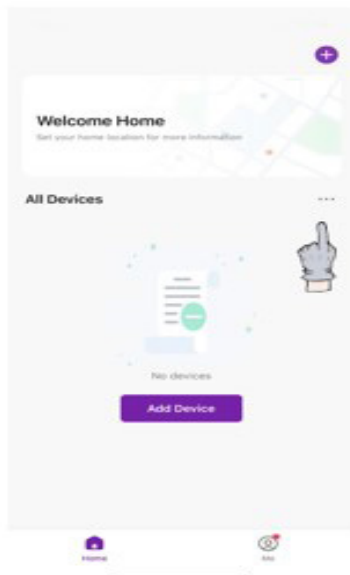 Welcome Home
Set your home location for more information
All Devices
...
No devices
Add Device
Home
Me